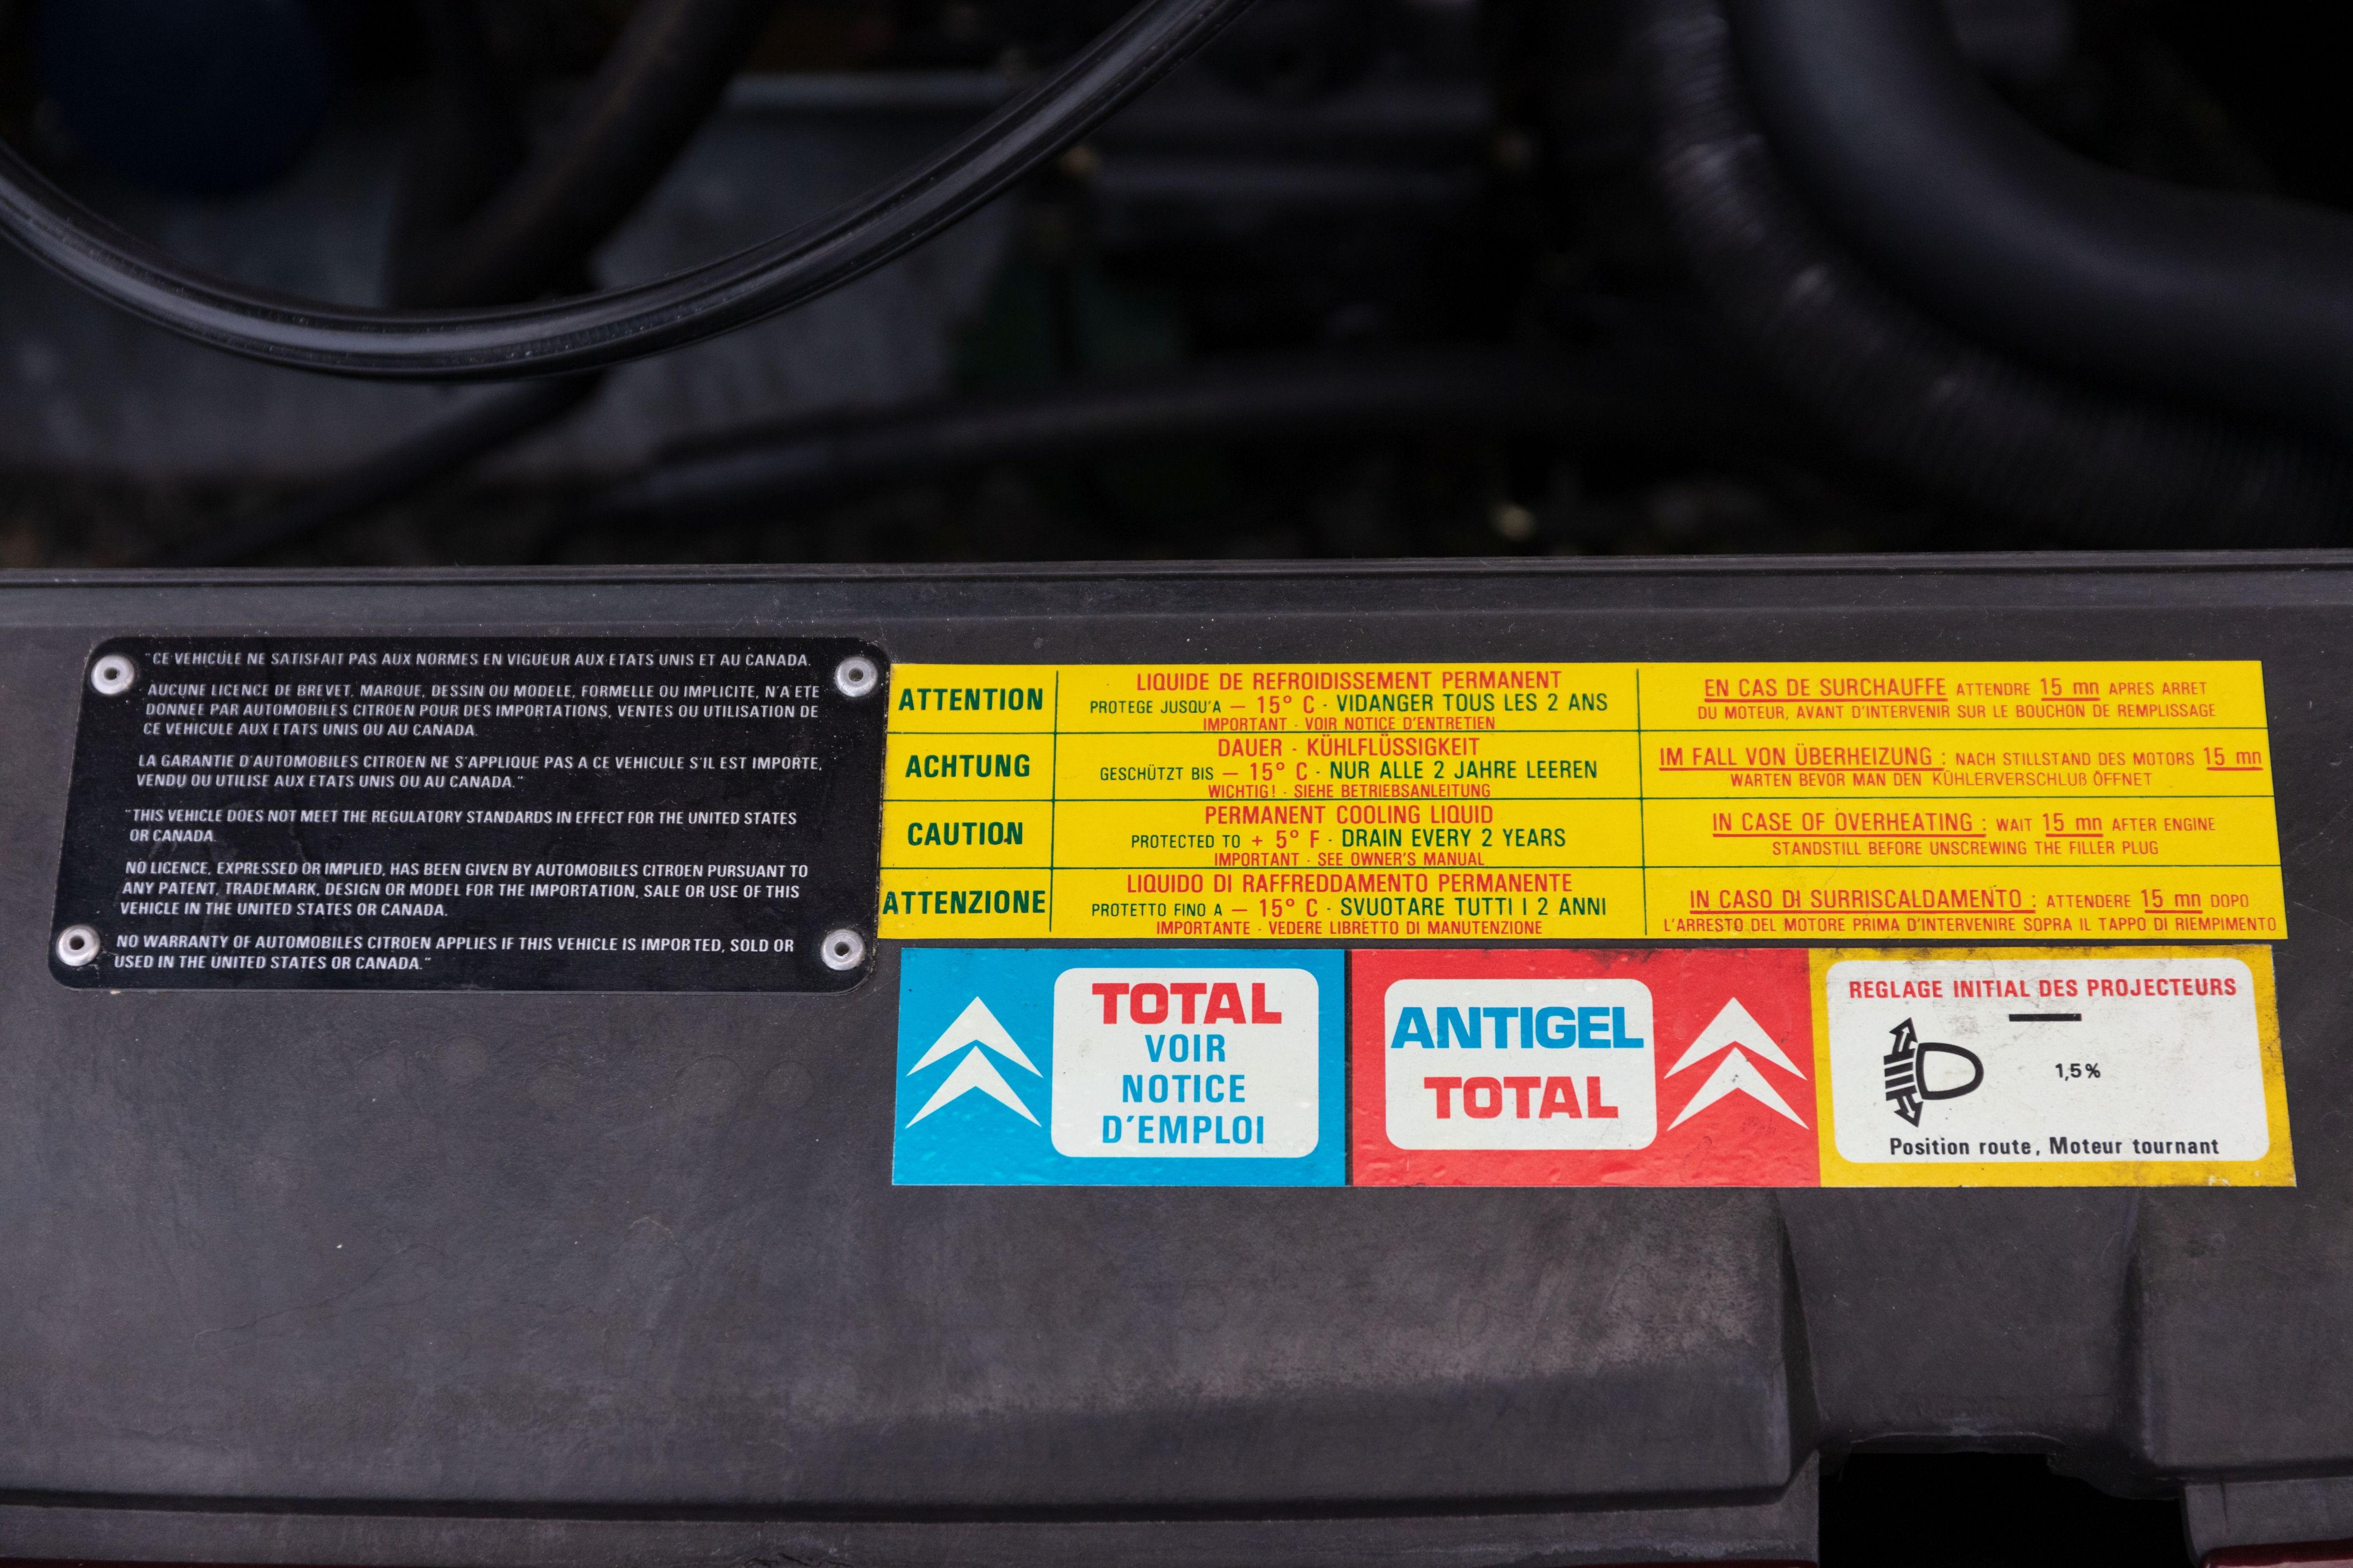 "CE VEHICULE NE SATISFAIT PAS AUX NORMES EN VIGUEUR AUX ETATS UNIS ET AU CANADA.
AUCUNE LICENCE DE BREVET, MARQUE, DESSIN OU MODELE, FORMELLE OU IMPLICITE, N'A ETE
DONNEE PAR AUTOMOBILES CITROEN POUR DES IMPORTATIONS, VENTES OU UTILISATION DE
CE VEHICULE AUX ETATS UNIS OU AU CANADA.
LA GARANTIE D'AUTOMOBILES CITROEN NE S'APPLIQUE PAS A CE VEHICULE S'IL EST IMPORTE,
VENDU OU UTILISE AUX ETATS UNIS OU AU CANADA."
"THIS VEHICLE DOES NOT MEET THE REGULATORY STANDARDS IN EFFECT FOR THE UNITED STATES
OR CANADA.
NO LICENCE, EXPRESSED OR IMPLIED, HAS BEEN GIVEN BY AUTOMOBILES CITROEN PURSUANT TO
ANY PATENT, TRADEMARK, DESIGN OR MODEL FOR THE IMPORTATION, SALE OR USE OF THIS
VEHICLE IN THE UNITED STATES OR CANADA.
NO WARRANTY OF AUTOMOBILES CITROEN APPLIES IF THIS VEHICLE IS IMPORTED, SOLD OR
USED IN THE UNITED STATES OR CANADA."
ATTENTION
LIQUIDE DE REFROIDISSEMENT PERMANENT
PROTEGE JUSQU'A – 15° C · VIDANGER TOUS LES 2 ANS
IMPORTANT - VOIR NOTICE D'ENTRETIEN
EN CAS DE SURCHAUFFE ATTENDRE 15 mn APRES ARRET
DU MOTEUR, AVANT D'INTERVENIR SUR LE BOUCHON DE REMPLISSAGE
ACHTUNG
DAUER - KÜHLFLÜSSIGKEIT
GESCHÜTZT BIS – 15° C · NUR ALLE 2 JAHRE LEEREN
WICHTIG! - SIEHE BETRIEBSANLEITUNG
IM FALL VON ÜBERHEIZUNG : NACH STILLSTAND DES MOTORS 15 mn
WARTEN BEVOR MAN DEN KÜHLERVERSCHLUß ÖFFNET
CAUTION
PERMANENT COOLING LIQUID
PROTECTED TO + 5° F · DRAIN EVERY 2 YEARS
IMPORTANT - SEE OWNER'S MANUAL
IN CASE OF OVERHEATING : WAIT 15 mn AFTER ENGINE
STANDSTILL BEFORE UNSCREWING THE FILLER PLUG
ATTENZIONE
LIQUIDO DI RAFFREDDAMENTO PERMANENTE
PROTETTO FINO A – 15° C · SVUOTARE TUTTI I 2 ANNI
IMPORTANTE - VEDERE LIBRETTO DI MANUTENZIONE
IN CASO DI SURRISCALDAMENTO : ATTENDERE 15 mn DOPO
L'ARRESTO DEL MOTORE PRIMA D'INTERVENIRE SOPRA IL TAPPO DI RIEMPIMENTO
TOTAL
VOIR
NOTICE
D'EMPLOI
ANTIGEL
TOTAL
REGLAGE INITIAL DES PROJECTEURS
1,5%
Position route, Moteur tournant